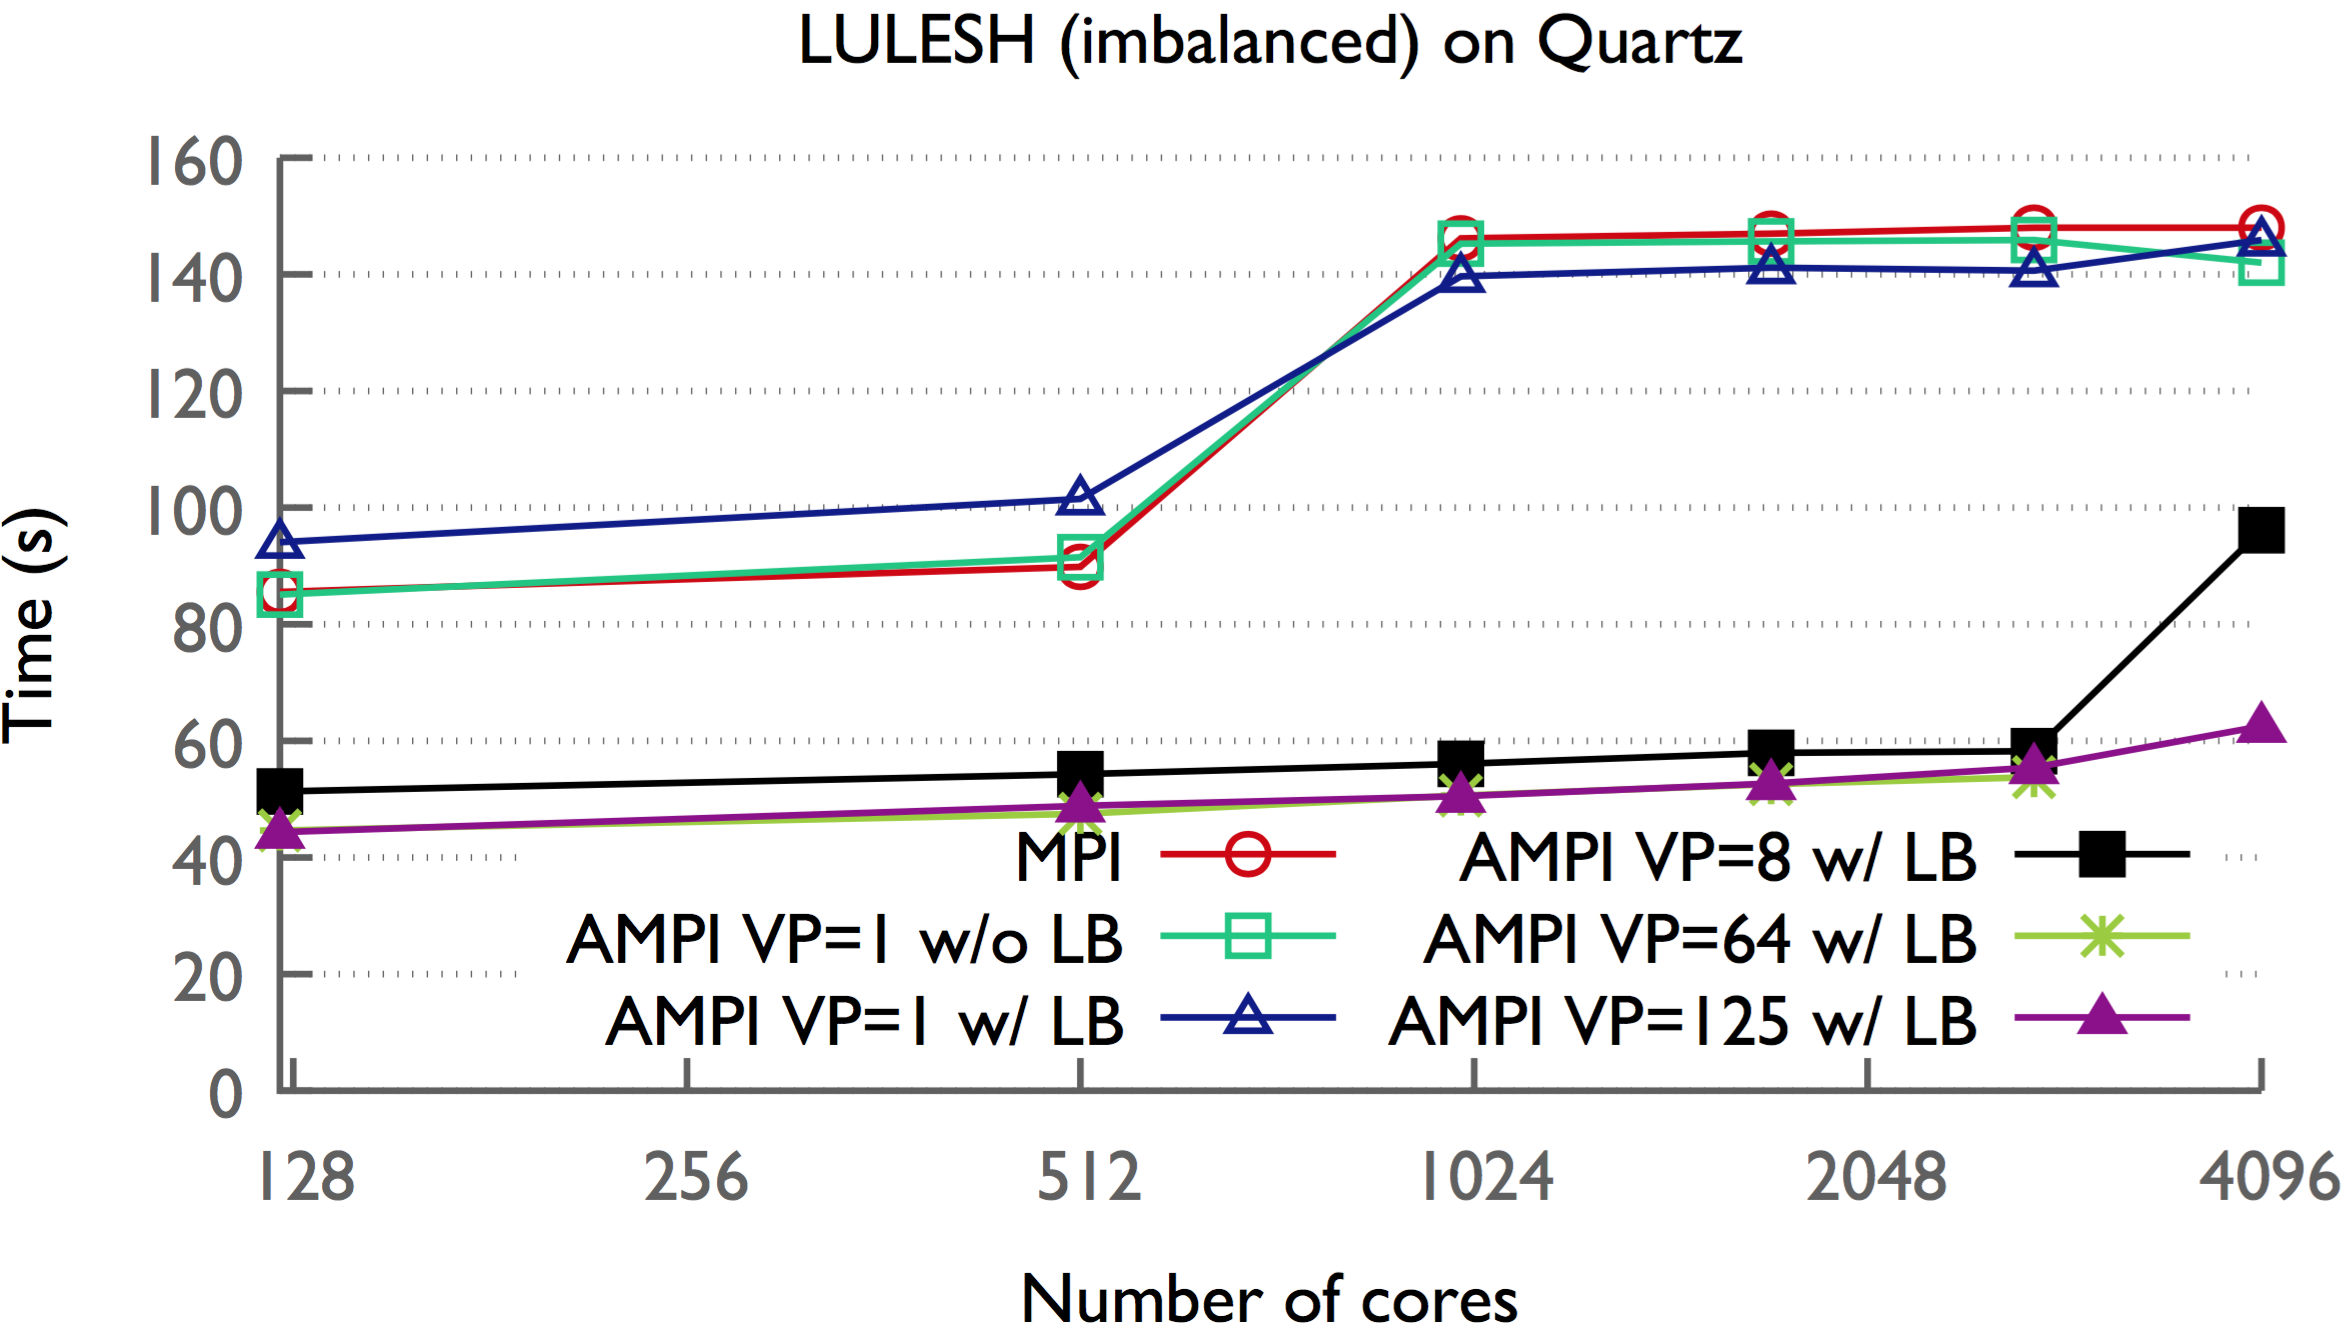 LULESH (imbalanced) on Quartz
160
140
120
100
80
60
40
20
0
Time (s)
MPI
AMPI VP=1 w/o LB
AMPI VP=1 w/ LB
AMPI VP=8 w/ LB
AMPI VP=64 w/ LB
AMPI VP=125 w/ LB
128 256 512 1024 2048 4096
Number of cores